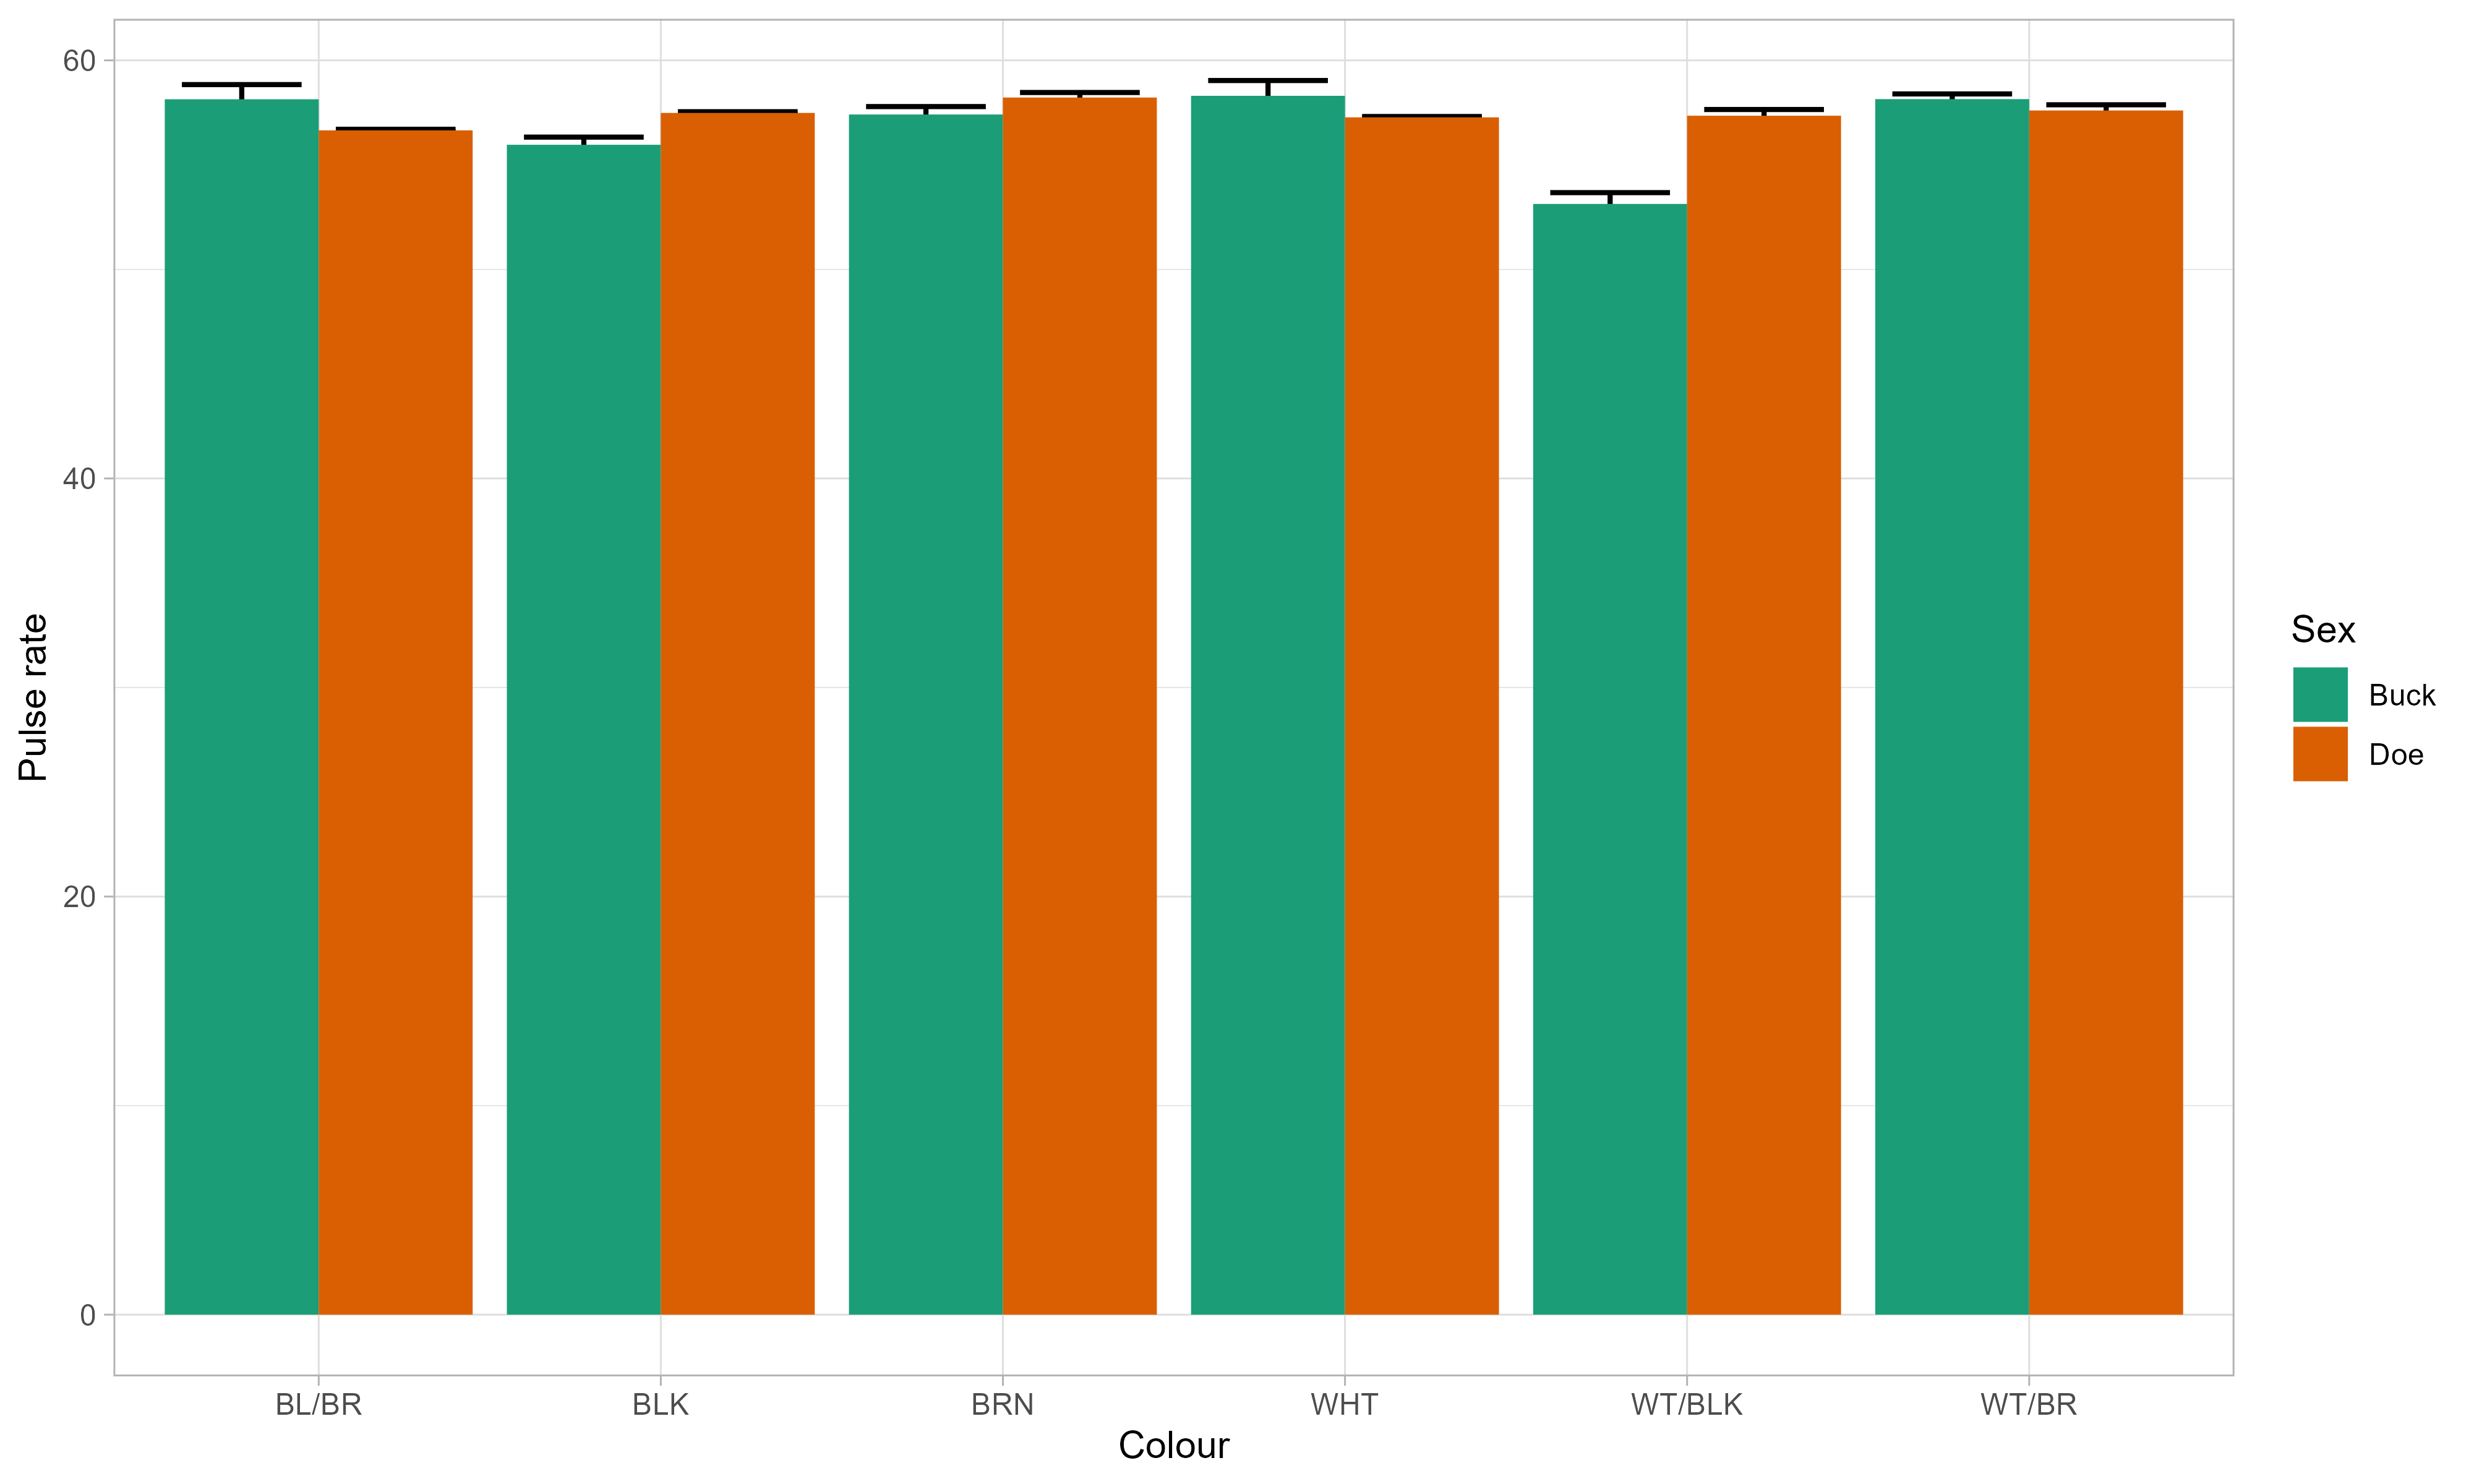 60
40
20
0
Pulse rate
BL/BR
BLK
BRN
WHT
WT/BLK
WT/BR
Colour
Sex
Buck
Doe